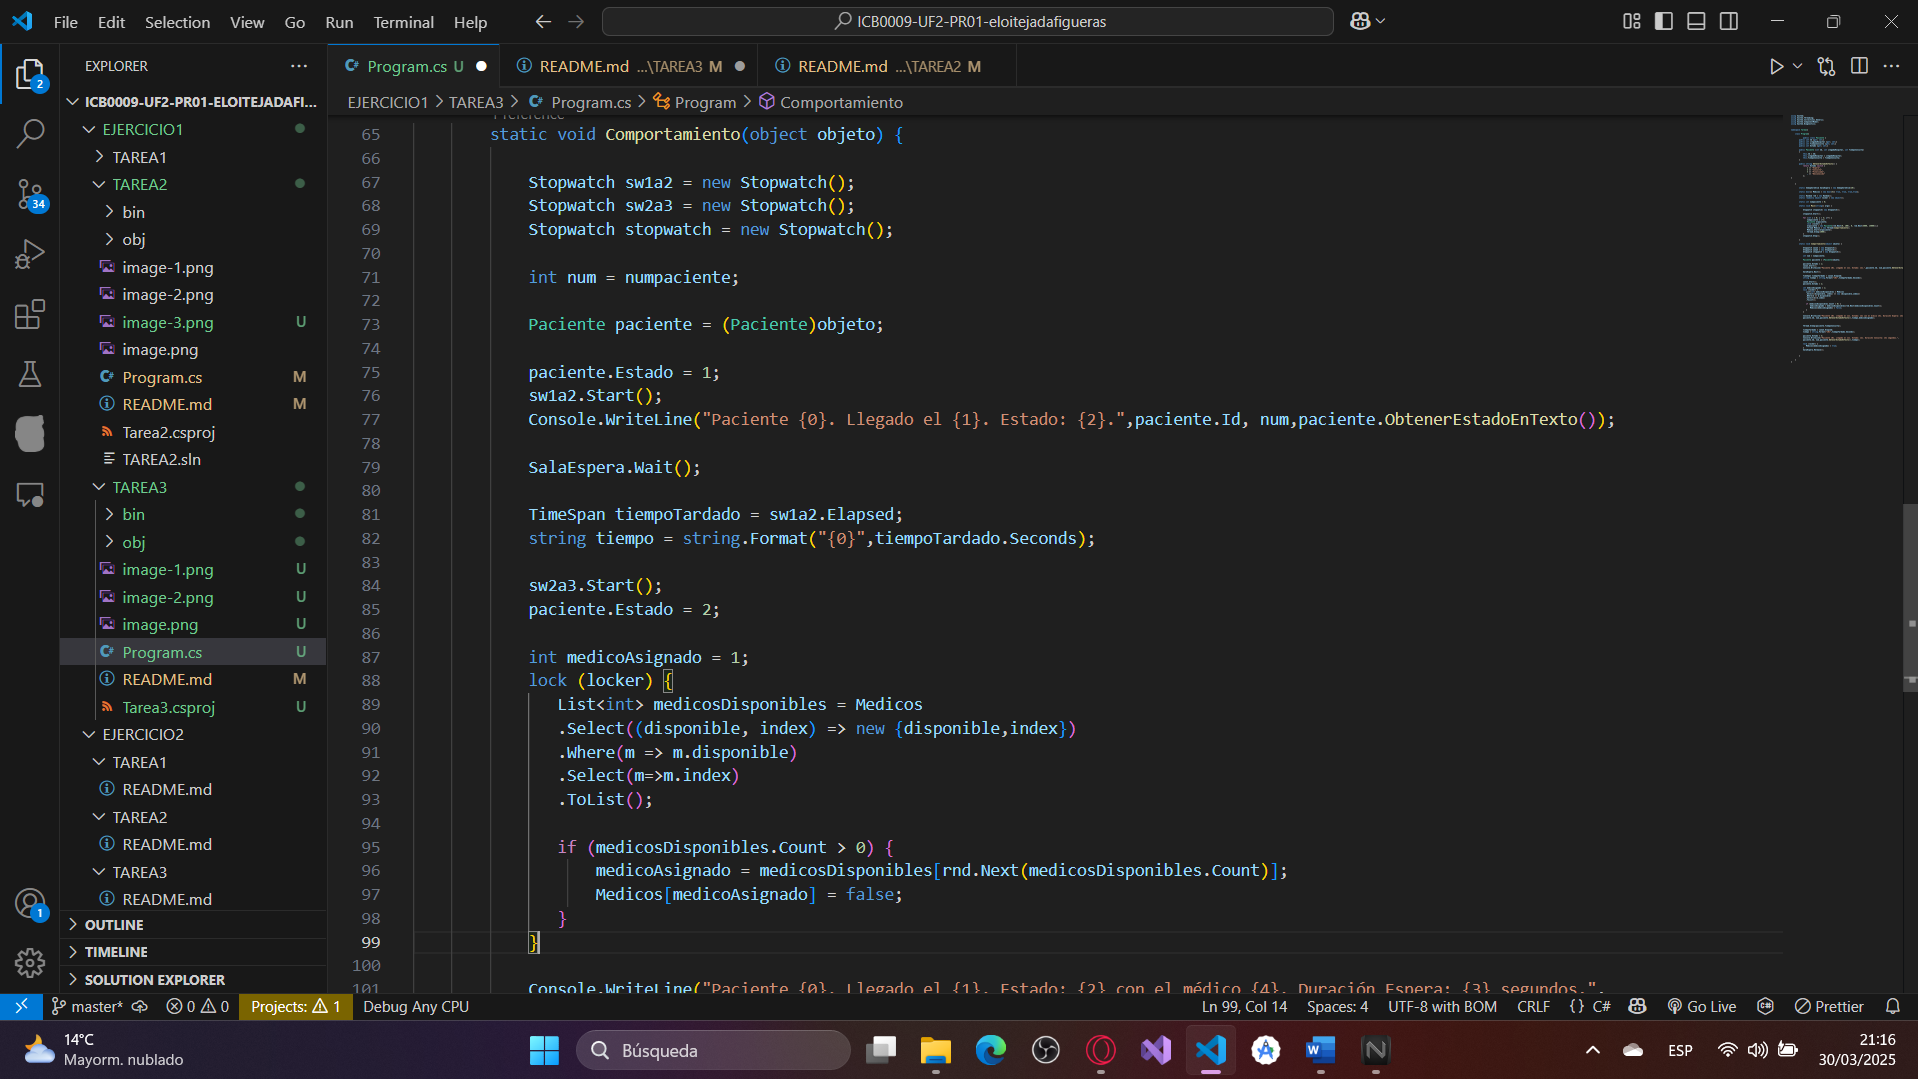 File Edit Selection View Go Run Terminal Help
ICB0009-UF2-PR01-eloitejadafigueras
EXPLORER
Program.cs U
README.md ...\TAREA3 M
README.md ...\TAREA2 M
EJERCICIO1 > TAREA3 > Program.cs > Program > Comportamiento
ICB0009-UF2-PR01-ELOITEJADAFI...
EJERCICIO1
TAREA1
TAREA2
bin
obj
image-1.png
image-2.png
image-3.png U
image.png
Program.cs M
README.md M
Tarea2.csproj
TAREA2.sln
TAREA3
bin
obj
image-1.png U
image-2.png U
image.png U
Program.cs U
README.md M
Tarea3.csproj U
EJERCICIO2
TAREA1
README.md
TAREA2
README.md
TAREA3
README.md
OUTLINE
TIMELINE
SOLUTION EXPLORER
2
34
1
65 static void Comportamiento(object objeto) {
66
67 Stopwatch sw1a2 = new Stopwatch();
68 Stopwatch sw2a3 = new Stopwatch();
69 Stopwatch stopwatch = new Stopwatch();
70
71 int num = numpaciente;
72
73 Paciente paciente = (Paciente)objeto;
74
75 paciente.Estado = 1;
76 sw1a2.Start();
77 Console.WriteLine("Paciente {0}. Llegado el {1}. Estado: {2}.",paciente.Id, num,paciente.ObtenerEstadoEnTexto());
78
79 SalaEspera.Wait();
80
81 TimeSpan tiempoTardado = sw1a2.Elapsed;
82 string tiempo = string.Format("{0}",tiempoTardado.Seconds);
83
84 sw2a3.Start();
85 paciente.Estado = 2;
86
87 int medicoAsignado = 1;
88 lock (locker) {
89 List<int> medicosDisponibles = Medicos
90 .Select((disponible, index) => new {disponible,index})
91 .Where(m => m.disponible)
92 .Select(m=>m.index)
93 .ToList();
94
95 if (medicosDisponibles.Count > 0) {
96 medicoAsignado = medicosDisponibles[rnd.Next(medicosDisponibles.Count)];
97 Medicos[medicoAsignado] = false;
98 }
99 }
100
101 Console.WriteLine("Paciente {0}. Llegado el {1}. Estado: {2} con el médico {4}. Duración Espera: {3} segundos.",
master* 0 0 Projects: 1 Debug Any CPU Ln 99, Col 14 Spaces: 4 UTF-8 with BOM CRLF {} C# Go Live Prettier
14°C
Mayorm. nublado
Búsqueda
ESP
21:16
30/03/2025